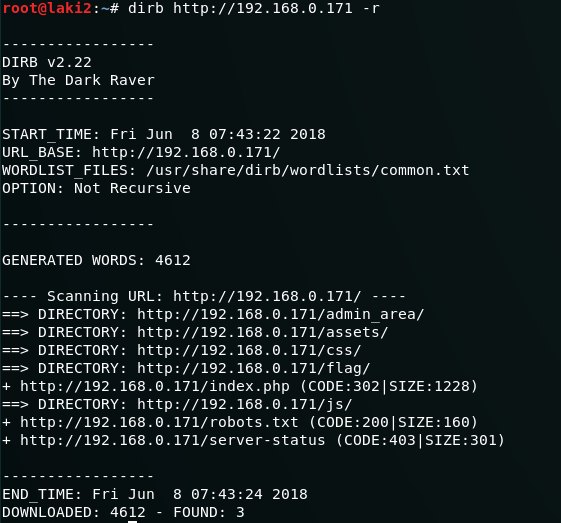 root@laki2:~# dirb http://192.168.0.171 -r
-----------------
DIRB v2.22
By The Dark Raver
-----------------
START_TIME: Fri Jun  8 07:43:22 2018
URL_BASE: http://192.168.0.171/
WORDLIST_FILES: /usr/share/dirb/wordlists/common.txt
OPTION: Not Recursive
-----------------
GENERATED WORDS: 4612
---- Scanning URL: http://192.168.0.171/ ----
==> DIRECTORY: http://192.168.0.171/admin_area/
==> DIRECTORY: http://192.168.0.171/assets/
==> DIRECTORY: http://192.168.0.171/css/
==> DIRECTORY: http://192.168.0.171/flag/
+ http://192.168.0.171/index.php (CODE:302|SIZE:1228)
==> DIRECTORY: http://192.168.0.171/js/
+ http://192.168.0.171/robots.txt (CODE:200|SIZE:160)
+ http://192.168.0.171/server-status (CODE:403|SIZE:301)
-----------------
END_TIME: Fri Jun  8 07:43:24 2018
DOWNLOADED: 4612 - FOUND: 3